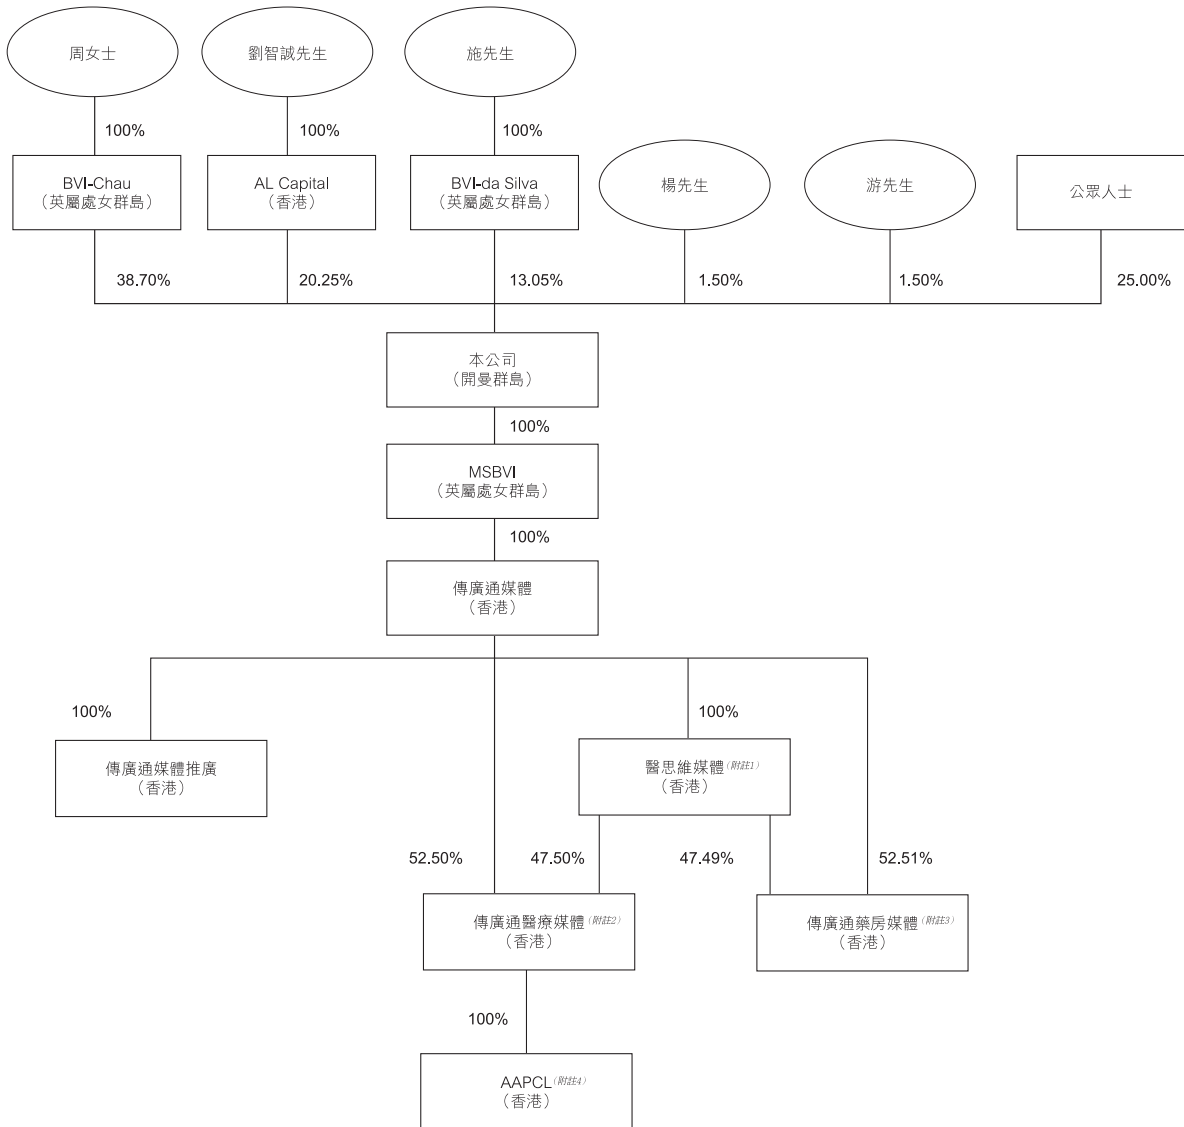 周女士
劉智誠先生
施先生
100%
100%
100%
BVI-Chau
（英屬處女群島）
AL Capital
（香港）
BVI-da Silva
（英屬處女群島）
楊先生
游先生
公眾人士
38.70%
20.25%
13.05%
1.50%
1.50%
25.00%
本公司
（開曼群島）
100%
MSBVI
（英屬處女群島）
100%
傳廣通媒體
（香港）
100%
100%
傳廣通媒體推廣
（香港）
醫思維媒體（附註1）
（香港）
52.50%
47.50%
47.49%
52.51%
傳廣通醫療媒體（附註2）
（香港）
傳廣通藥房媒體（附註3）
（香港）
100%
AAPCL（附註4）
（香港）